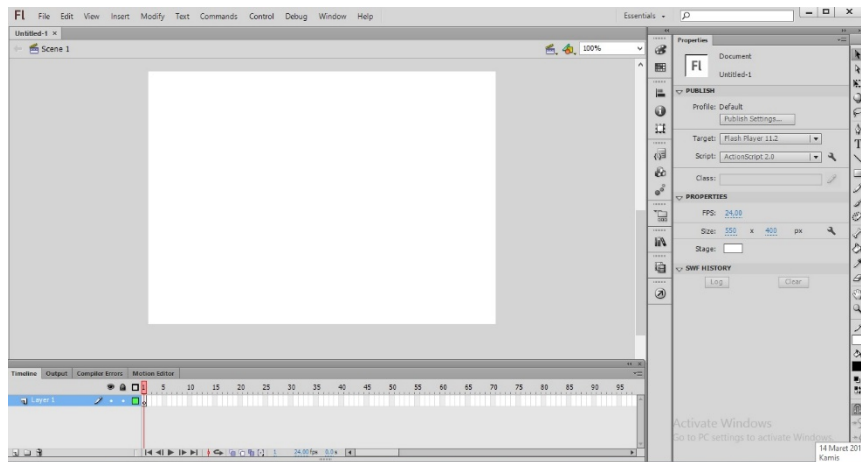 Fl File Edit View Insert Modify Text Commands Control Debug Window Help Essentials
Untitled-1 ×
Scene 1 100%
Properties
Fl Document
Untitled-1
PUBLISH
Profile: Default
Publish Settings...
Target: Flash Player 11.2
Script: ActionScript 2.0
Class:
PROPERTIES
FPS: 24.00
Size: 550 x 400 px
Stage:
SWF HISTORY
Log Clear
Timeline Output Compiler Errors Motion Editor
1 5 10 15 20 25 30 35 40 45 50 55 60 65 70 75 80 85 90 95
Layer 1
1 24.00 fps 0.0 s
Activate Windows
Go to PC settings to activate Windows.
14 Maret 201
Kamis